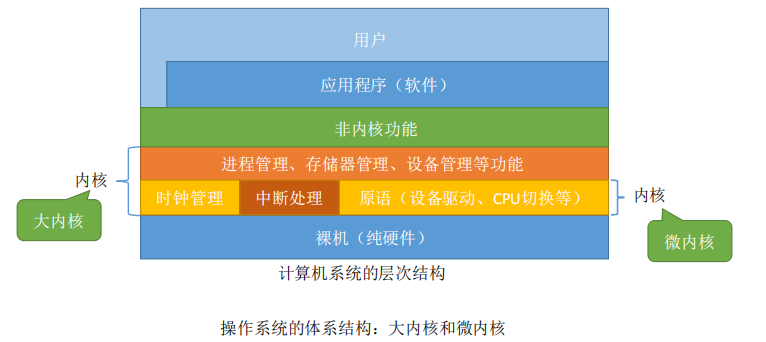 用户
应用程序（软件）
非内核功能
进程管理、存储器管理、设备管理等功能
内核
时钟管理
中断处理
原语（设备驱动、CPU切换等）
内核
大内核
裸机（纯硬件）
微内核
计算机系统的层次结构
操作系统的体系结构：大内核和微内核